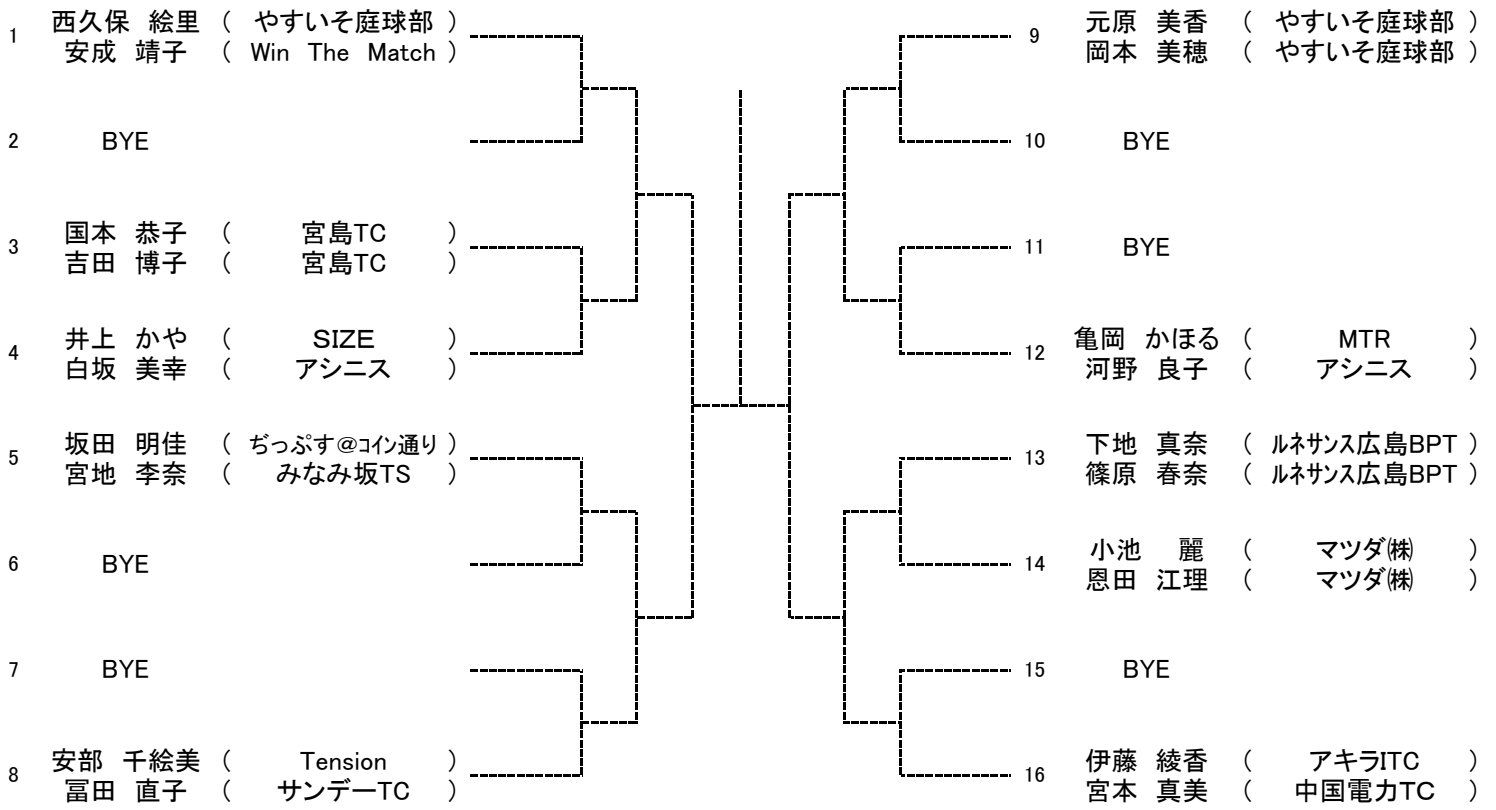 1 西久保 絵里 ( やすいそ庭球部 )
安成 靖子 ( Win The Match )
2 BYE
3 国本 恭子 ( 宮島TC )
吉田 博子 ( 宮島TC )
4 井上 かや ( SIZE )
白坂 美幸 ( アシニス )
5 坂田 明佳 ( ぢっぷす@コイン通り )
宮地 李奈 ( みなみ坂TS )
6 BYE
7 BYE
8 安部 千絵美 ( Tension )
冨田 直子 ( サンデーTC )
9 元原 美香 ( やすいそ庭球部 )
岡本 美穂 ( やすいそ庭球部 )
10 BYE
11 BYE
12 亀岡 かほる ( MTR )
河野 良子 ( アシニス )
13 下地 真奈 ( ルネサンス広島BPT )
篠原 春奈 ( ルネサンス広島BPT )
14 小池 麗 ( マツダ㈱ )
恩田 江理 ( マツダ㈱ )
15 BYE
16 伊藤 綾香 ( アキラITC )
宮本 真美 ( 中国電力TC )